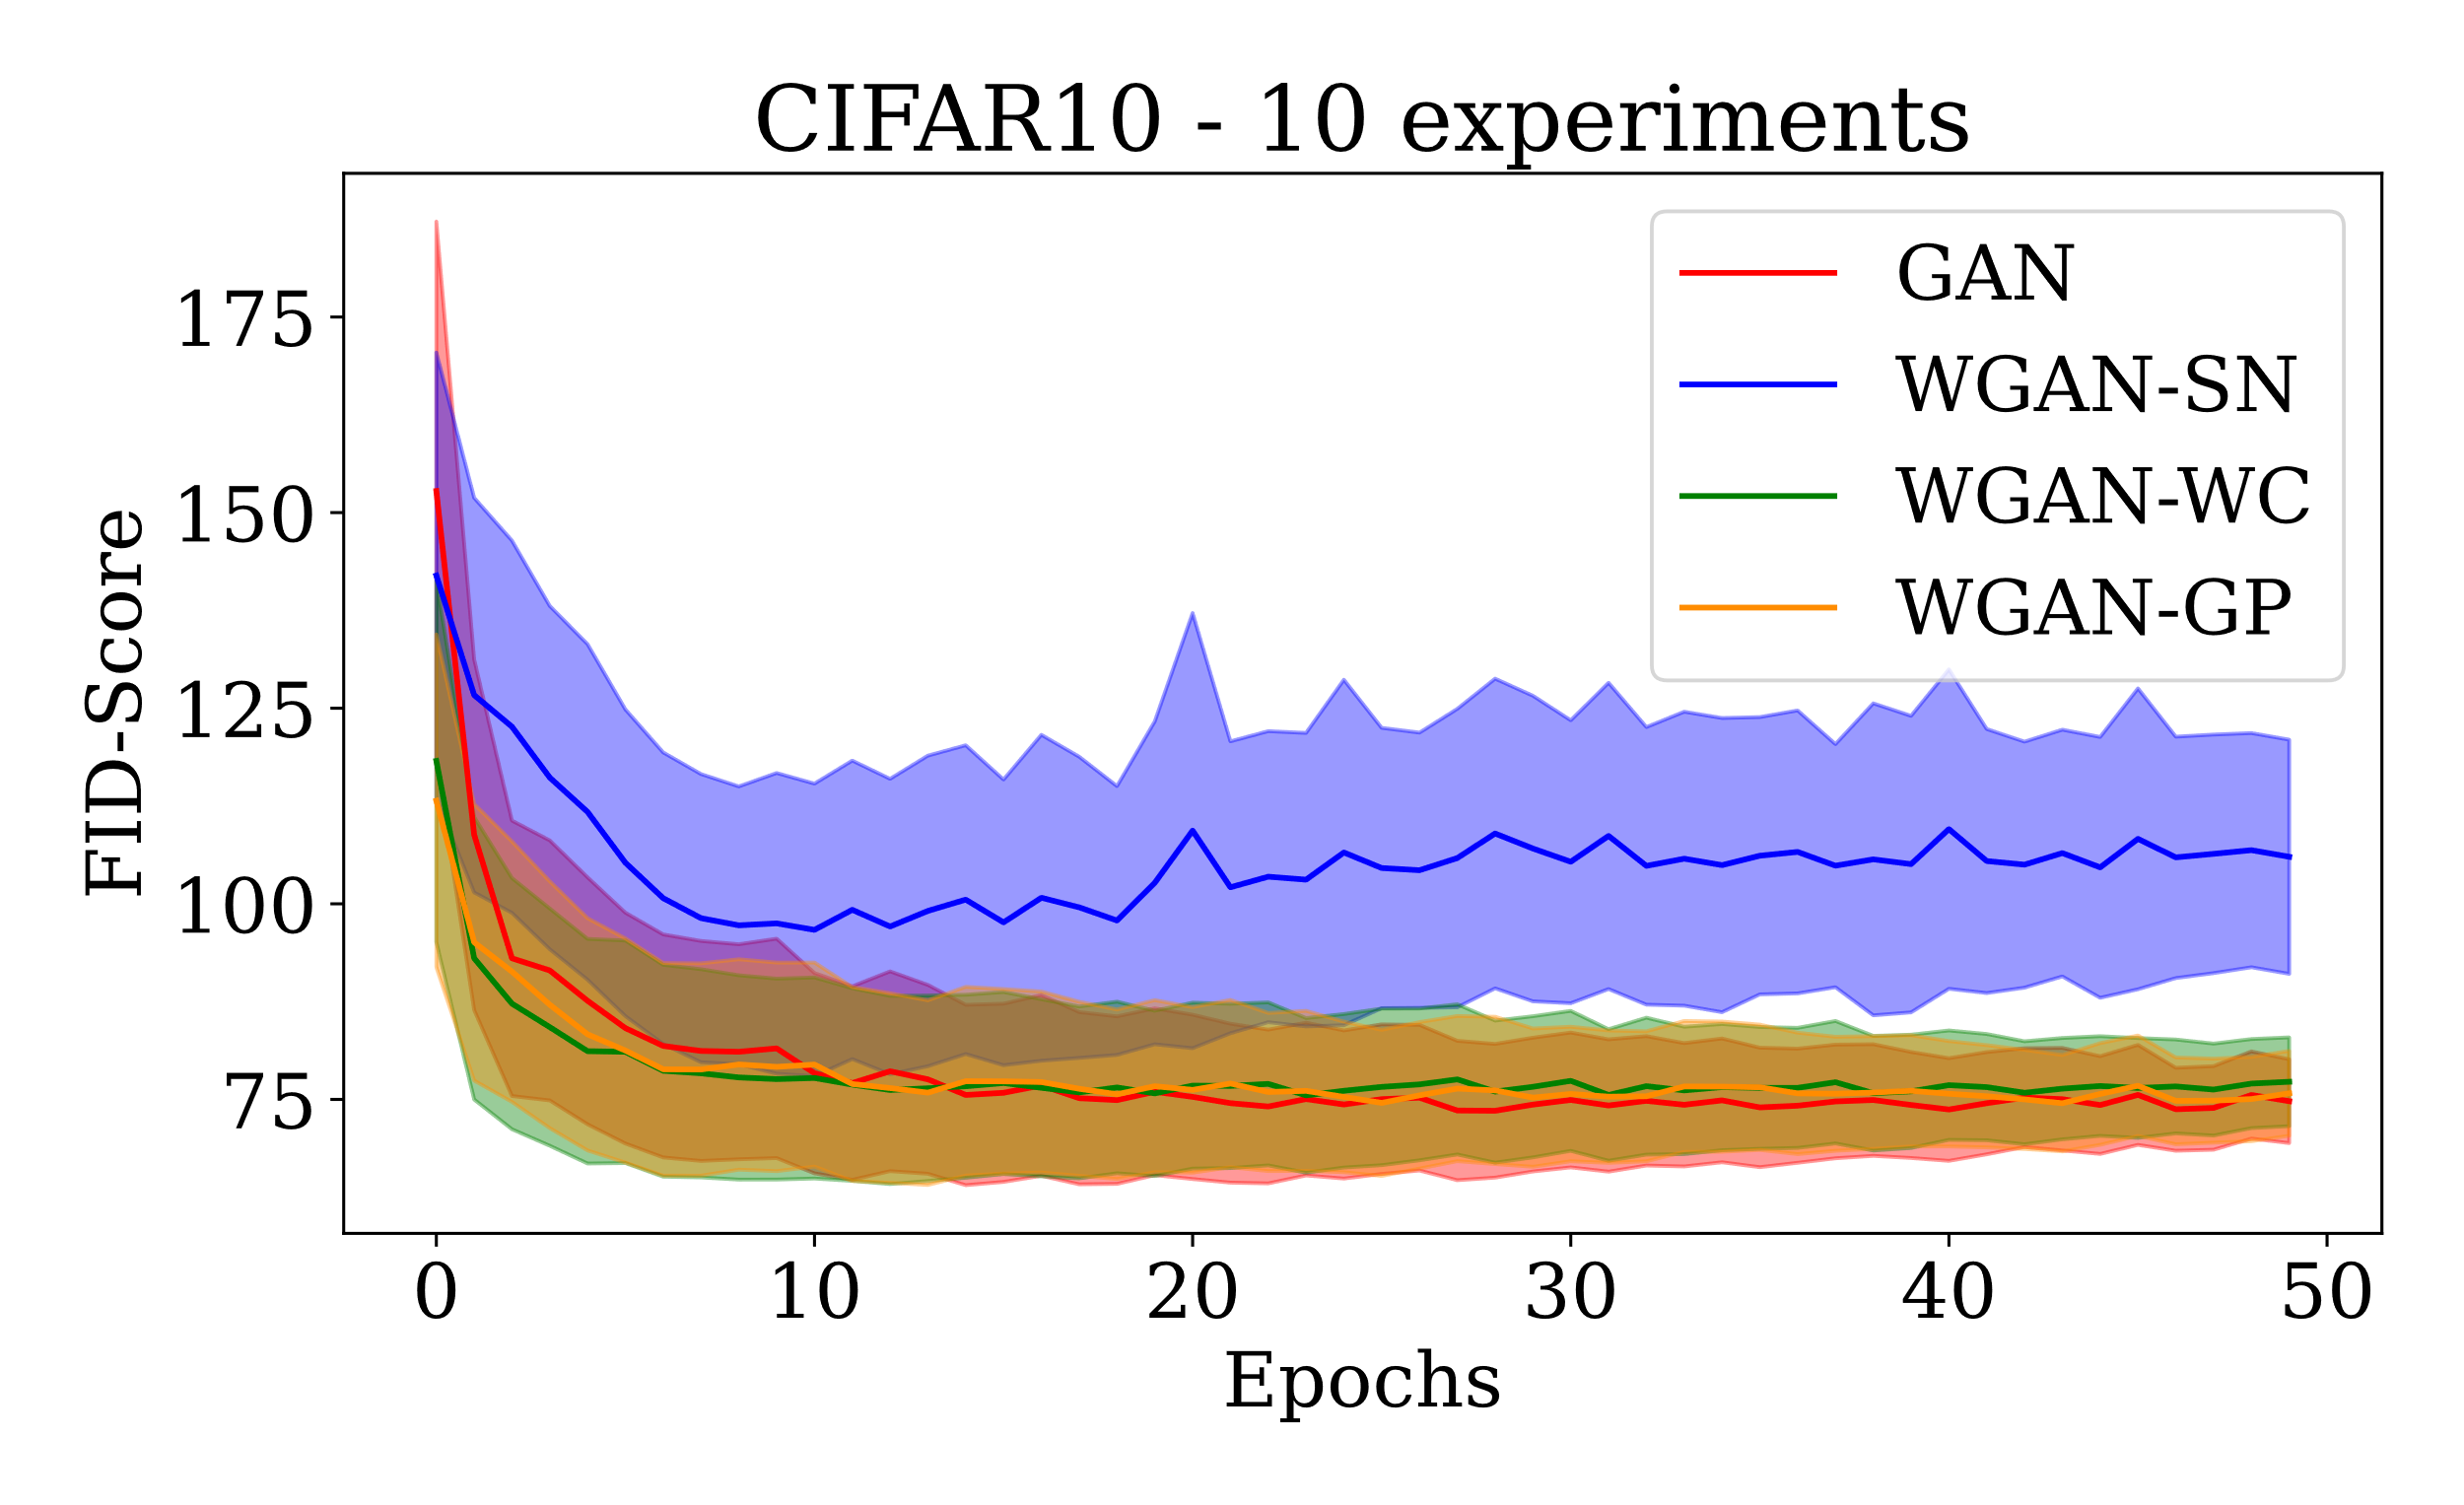 CIFAR10 - 10 experiments
GAN
WGAN-SN
WGAN-WC
WGAN-GP
FID-Score
175
150
125
100
75
0 10 20 30 40 50
Epochs